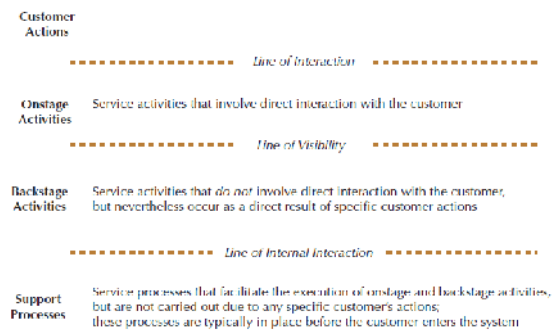 Customer
Actions
Line of Interaction
Onstage
Activities
Service activities that involve direct interaction with the customer
Line of Visibility
Backstage
Activities
Service activities that do not involve direct interaction with the customer,
but nevertheless occur as a direct result of specific customer actions
Line of Internal Interaction
Support
Processes
Service processes that facilitate the execution of onstage and backstage activities,
but are not carried out due to any specific customer's actions;
these processes are typically in place before the customer enters the system